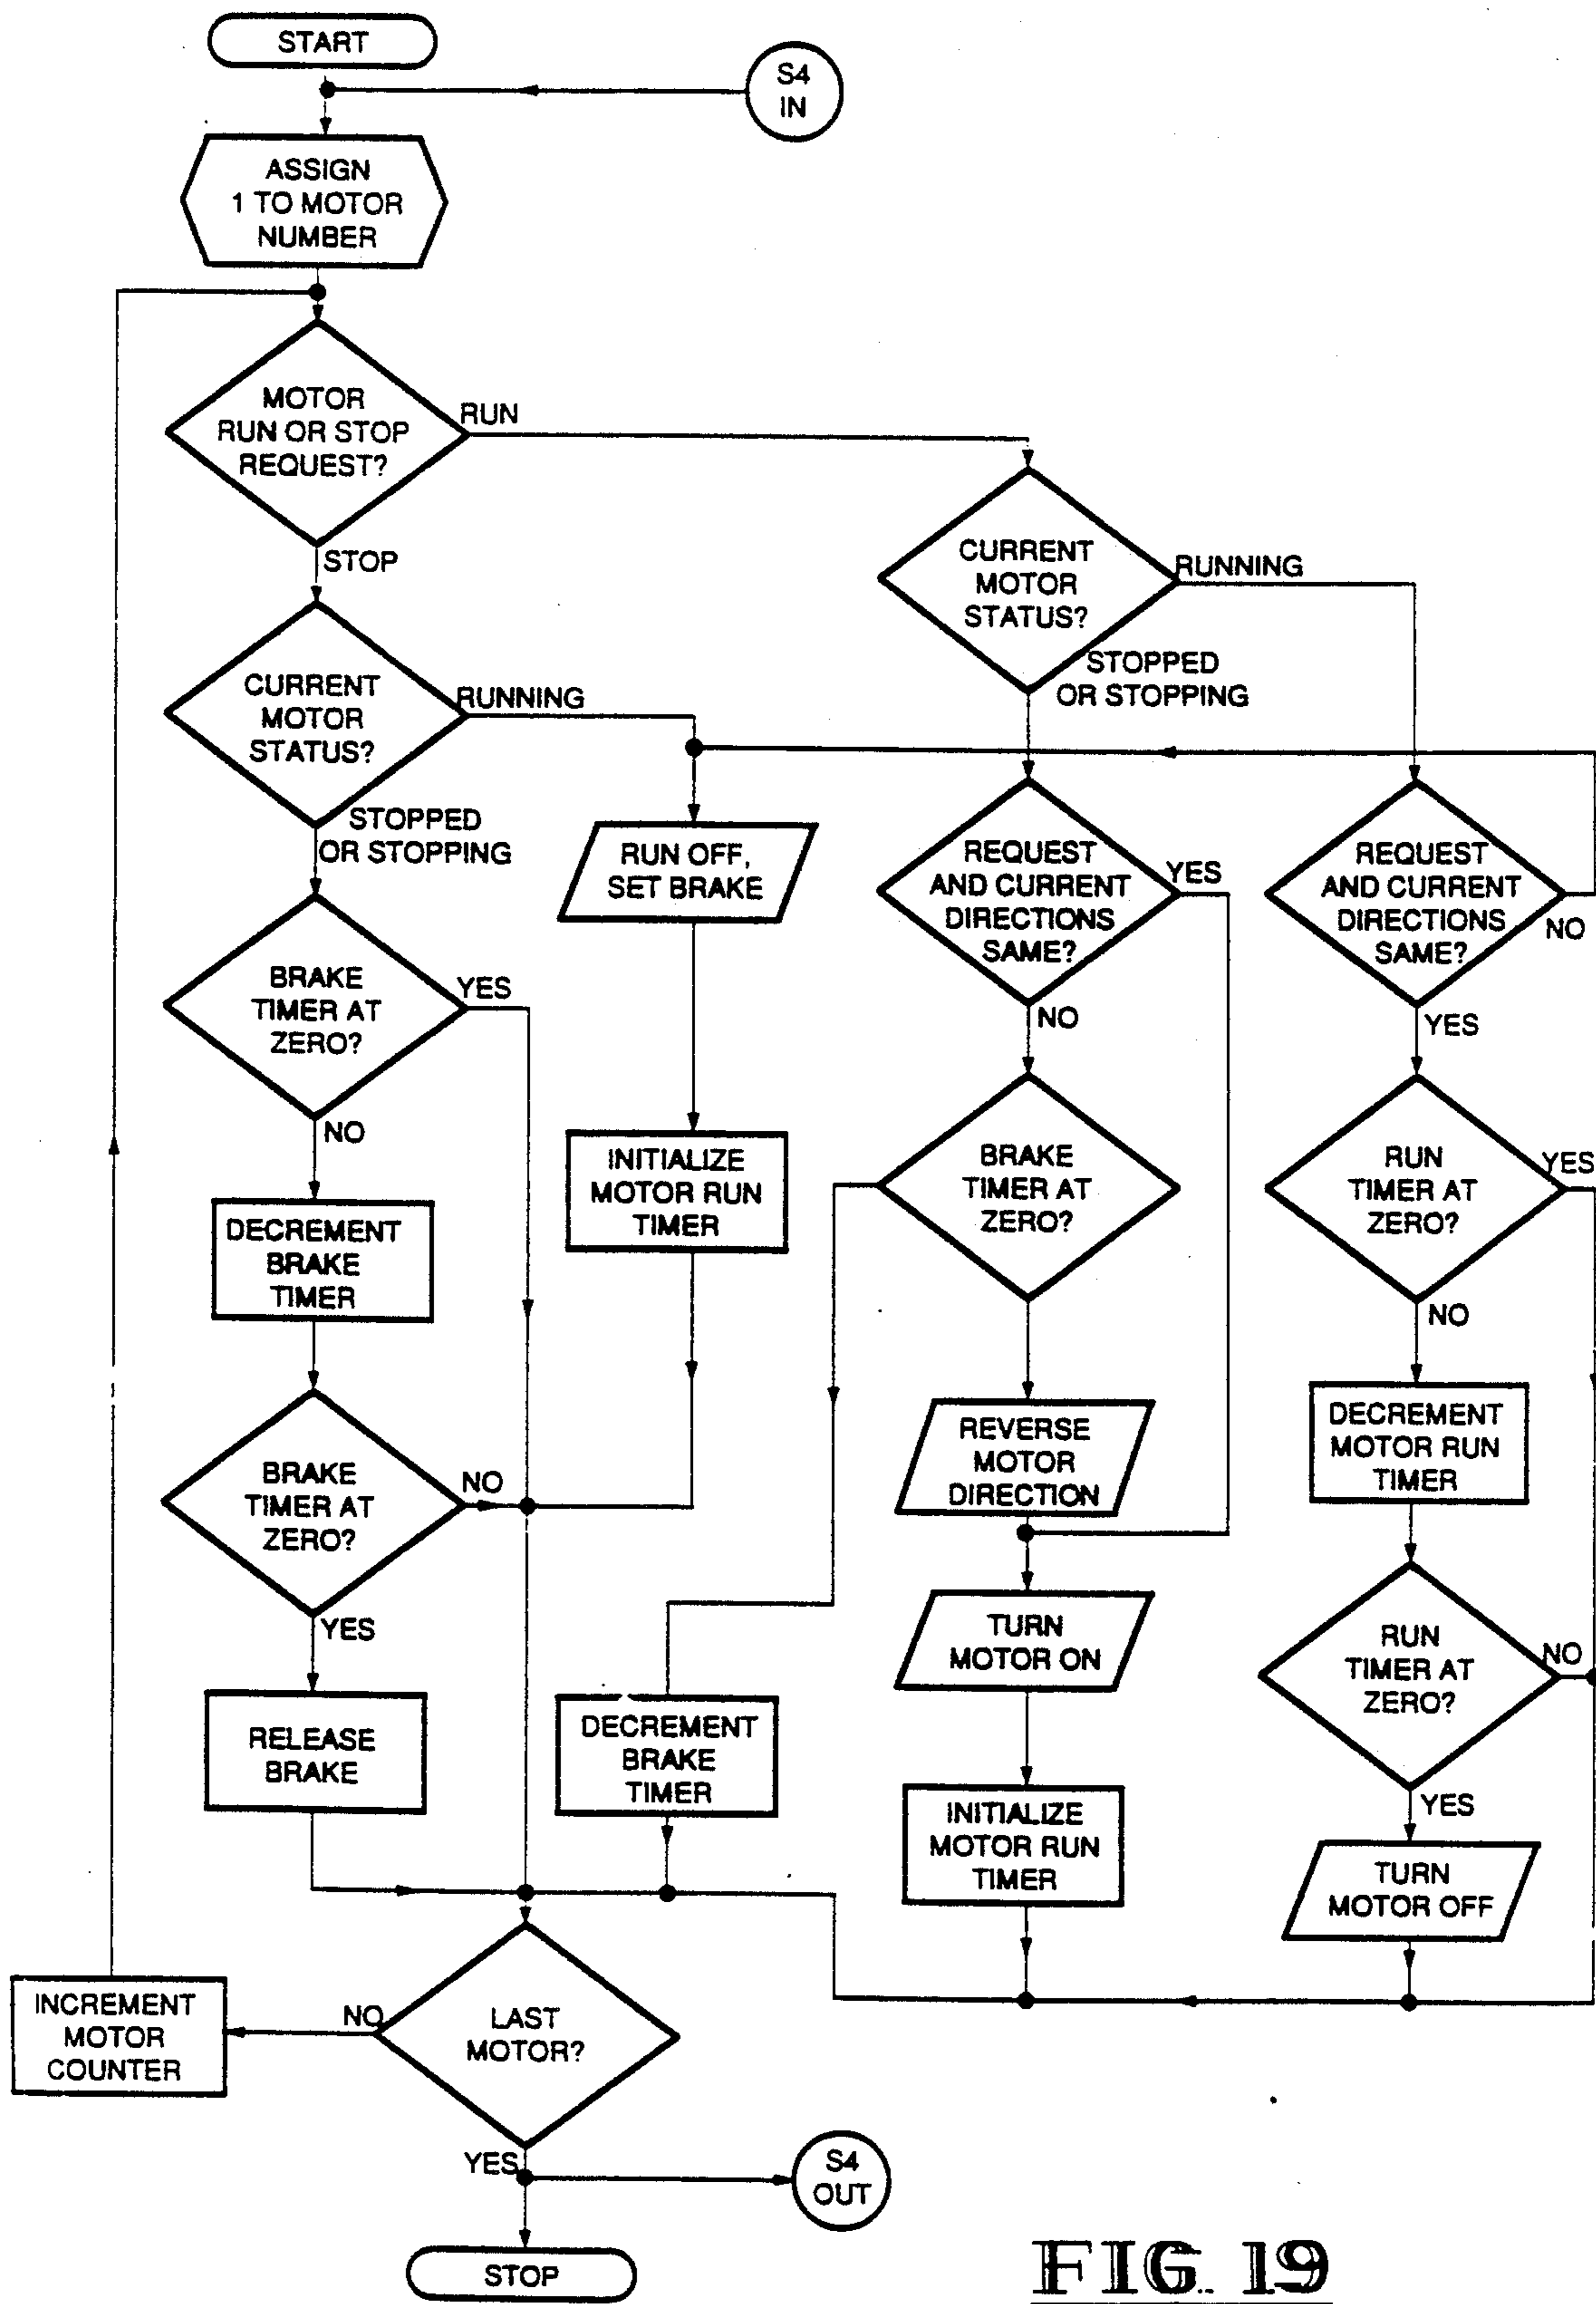 START
S4
IN
ASSIGN
1 TO MOTOR
NUMBER
MOTOR
RUN OR STOP
REQUEST?
RUN
STOP
CURRENT
MOTOR
STATUS?
RUNNING
STOPPED
OR STOPPING
CURRENT
MOTOR
STATUS?
RUNNING
STOPPED
OR STOPPING
RUN OFF,
SET BRAKE
REQUEST
AND CURRENT
DIRECTIONS
SAME?
YES
NO
REQUEST
AND CURRENT
DIRECTIONS
SAME?
NO
YES
BRAKE
TIMER AT
ZERO?
YES
NO
INITIALIZE
MOTOR RUN
TIMER
BRAKE
TIMER AT
ZERO?
RUN
TIMER AT
ZERO?
YES
NO
DECREMENT
BRAKE
TIMER
REVERSE
MOTOR
DIRECTION
DECREMENT
MOTOR RUN
TIMER
BRAKE
TIMER AT
ZERO?
NO
YES
TURN
MOTOR ON
RUN
TIMER AT
ZERO?
NO
YES
RELEASE
BRAKE
DECREMENT
BRAKE
TIMER
INITIALIZE
MOTOR RUN
TIMER
TURN
MOTOR OFF
INCREMENT
MOTOR
COUNTER
NO
LAST
MOTOR?
YES
S4
OUT
STOP
FIG. 19